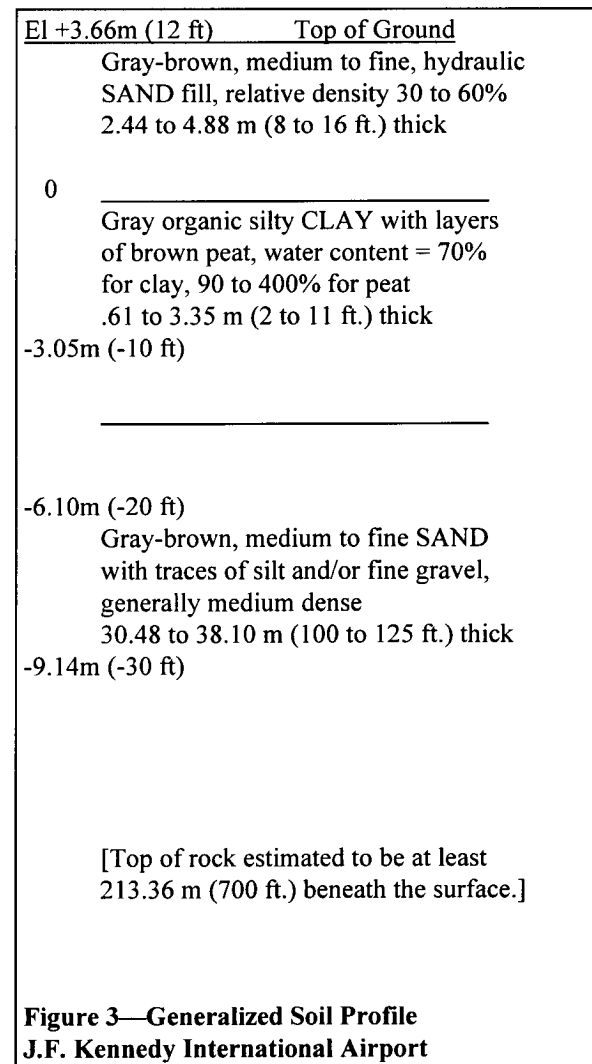 El +3.66m (12 ft) Top of Ground
Gray-brown, medium to fine, hydraulic
SAND fill, relative density 30 to 60%
2.44 to 4.88 m (8 to 16 ft.) thick
0
Gray organic silty CLAY with layers
of brown peat, water content = 70%
for clay, 90 to 400% for peat
.61 to 3.35 m (2 to 11 ft.) thick
-3.05m (-10 ft)
-6.10m (-20 ft)
Gray-brown, medium to fine SAND
with traces of silt and/or fine gravel,
generally medium dense
30.48 to 38.10 m (100 to 125 ft.) thick
-9.14m (-30 ft)
[Top of rock estimated to be at least
213.36 m (700 ft.) beneath the surface.]
Figure 3—Generalized Soil Profile
J.F. Kennedy International Airport